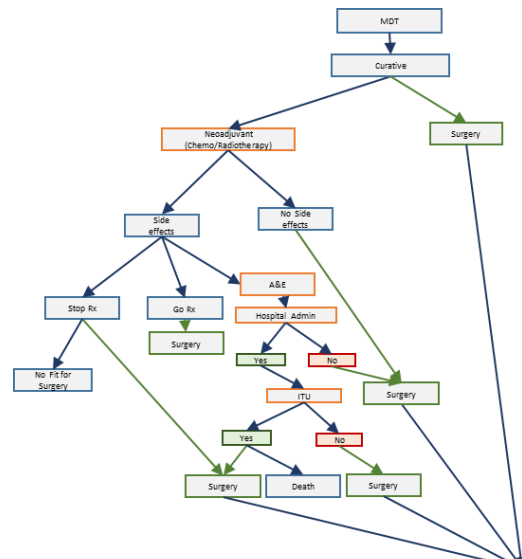 MDT
Curative
Surgery
Neoadjuvant
(Chemo/Radiotherapy)
Side
effects
No Side
effects
A&E
Stop Rx
Go Rx
Hospital Admin
Surgery
Yes
No
No Fit for
Surgery
Surgery
ITU
Yes
No
Surgery
Death
Surgery